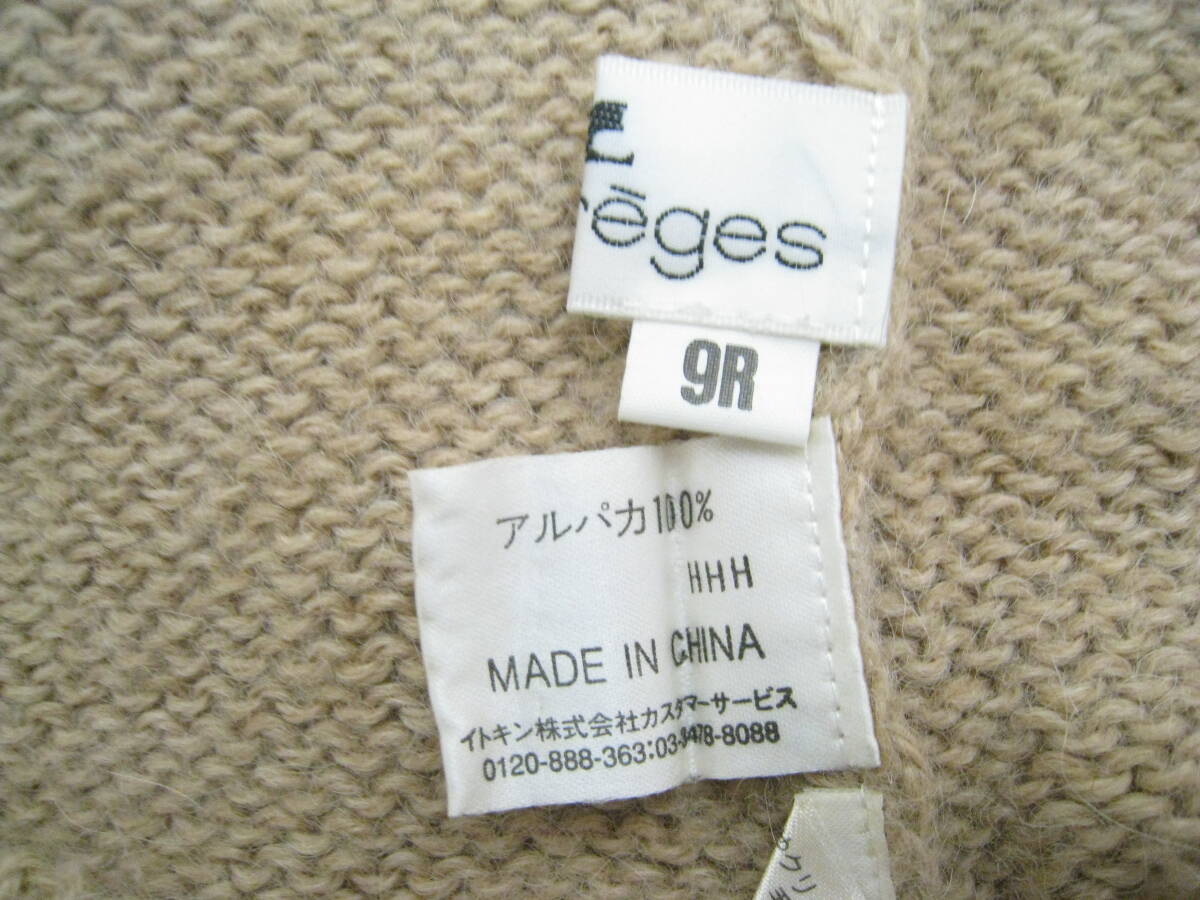 règes
9R
アルパカ100%
HHH
MADE IN CHINA
イトキン株式会社カスタマーサービス
0120-888-363:03-3478-8088